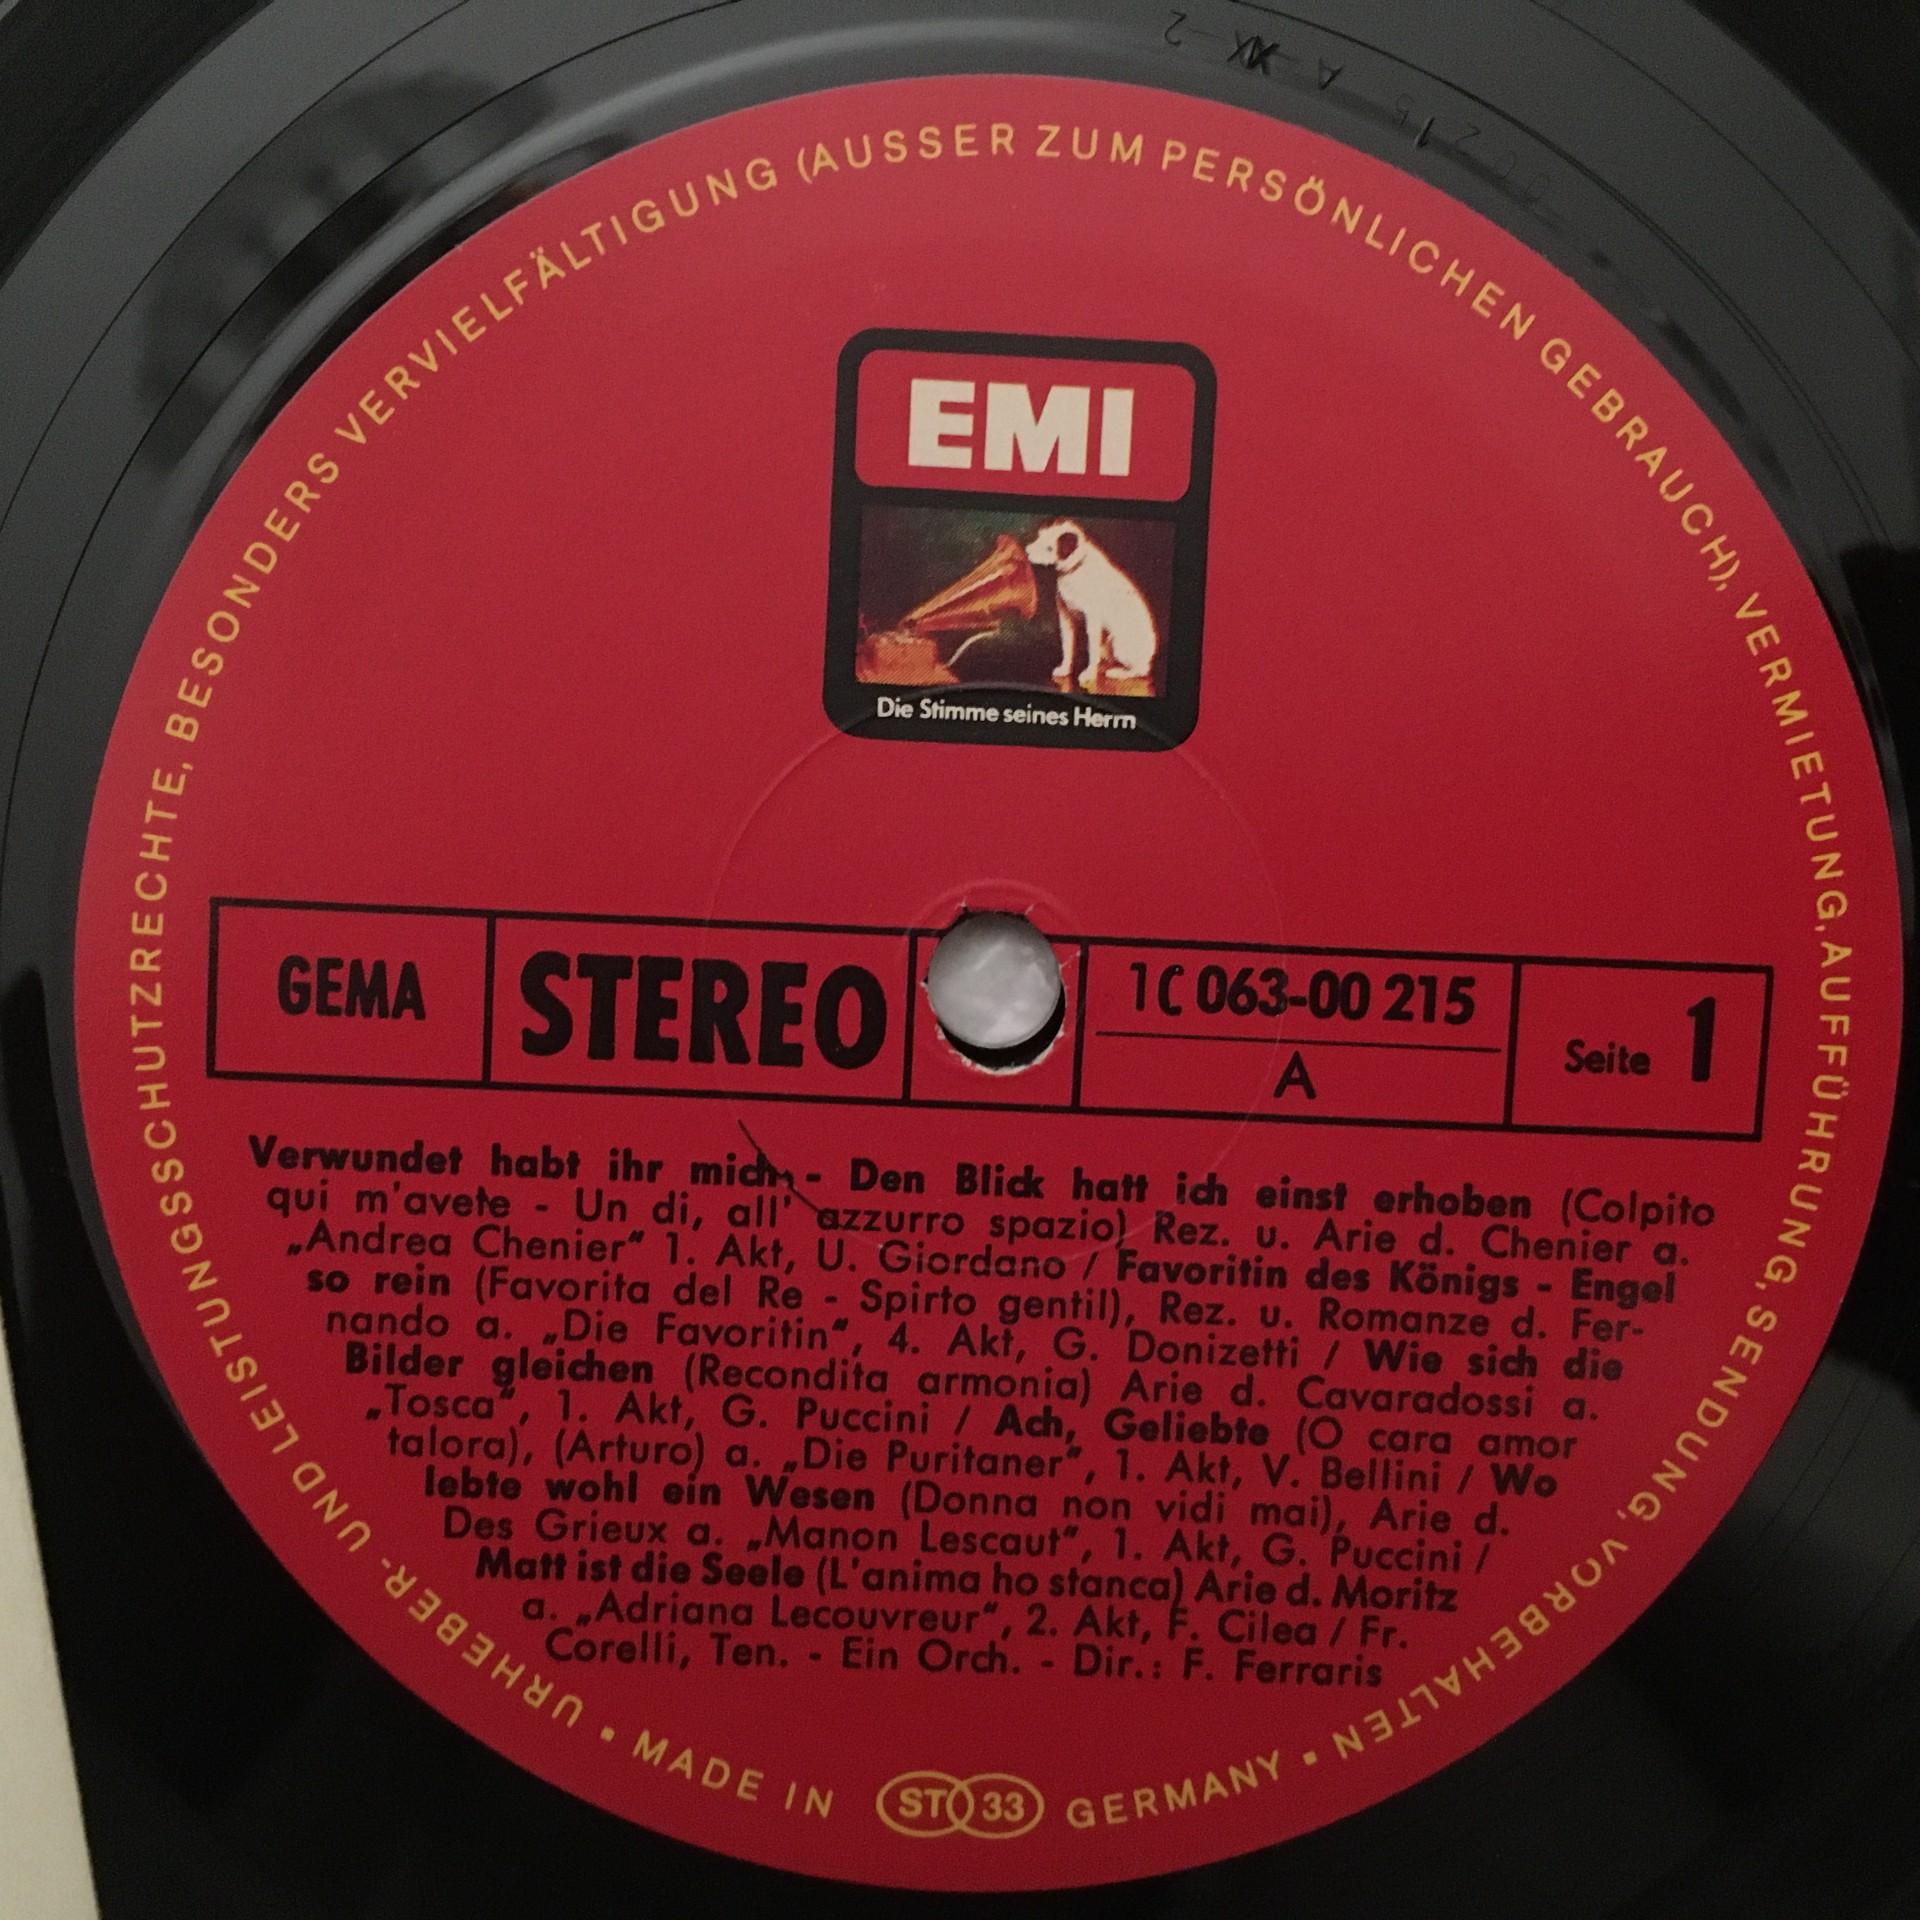 EMI
Die Stimme seines Herrn
GEMA
STEREO
1C 063-00 215
A
Seite 1
Verwundet habt ihr mich - Den Blick hatt ich einst erhoben (Colpito
qui m'avete - Un di, all' azzurro spazio) Rez. u. Arie d. Chenier a.
„Andrea Chenier“ 1. Akt, U. Giordano / Favoritin des Königs - Engel
so rein (Favorita del Re - Spirto gentil), Rez. u. Romanze d. Fer-
nando a. „Die Favoritin“, 4. Akt, G. Donizetti / Wie sich die
Bilder gleichen (Recondita armonia) Arie d. Cavaradossi a.
„Tosca“, 1. Akt, G. Puccini / Ach, Geliebte (O cara amor
talora), (Arturo) a. „Die Puritaner“, 1. Akt, V. Bellini / Wo
lebte wohl ein Wesen (Donna non vidi mai), Arie d.
Des Grieux a. „Manon Lescaut“, 1. Akt, G. Puccini /
Matt ist die Seele (L'anima ho stanca) Arie d. Moritz
a. „Adriana Lecouvreur“, 2. Akt, F. Cilea / Fr.
Corelli, Ten. - Ein Orch. - Dir.: F. Ferraris
URHEBER- UND LEISTUNGSSCHUTZRECHTE, BESONDERS VERVIELFÄLTIGUNG (AUSSER ZUM PERSÖNLICHEN GEBRAUCH), VERMIETUNG, AUFFÜHRUNG, SENDUNG, VORBEHALTEN
MADE IN ST 33 GERMANY